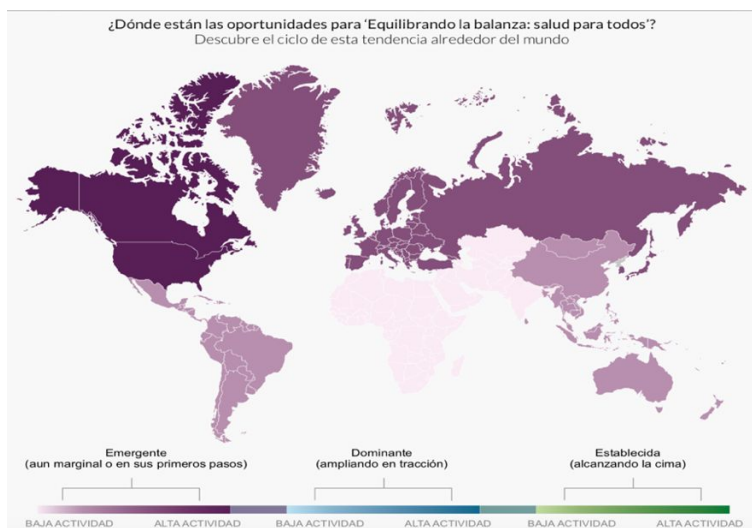 ¿Dónde están las oportunidades para 'Equilibrando la balanza: salud para todos'?
Descubre el ciclo de esta tendencia alrededor del mundo
Emergente
(aun marginal o en sus primeros pasos)
Dominante
(ampliando en tracción)
Establecida
(alcanzando la cima)
BAJA ACTIVIDAD ALTA ACTIVIDAD BAJA ACTIVIDAD ALTA ACTIVIDAD BAJA ACTIVIDAD ALTA ACTIVIDAD